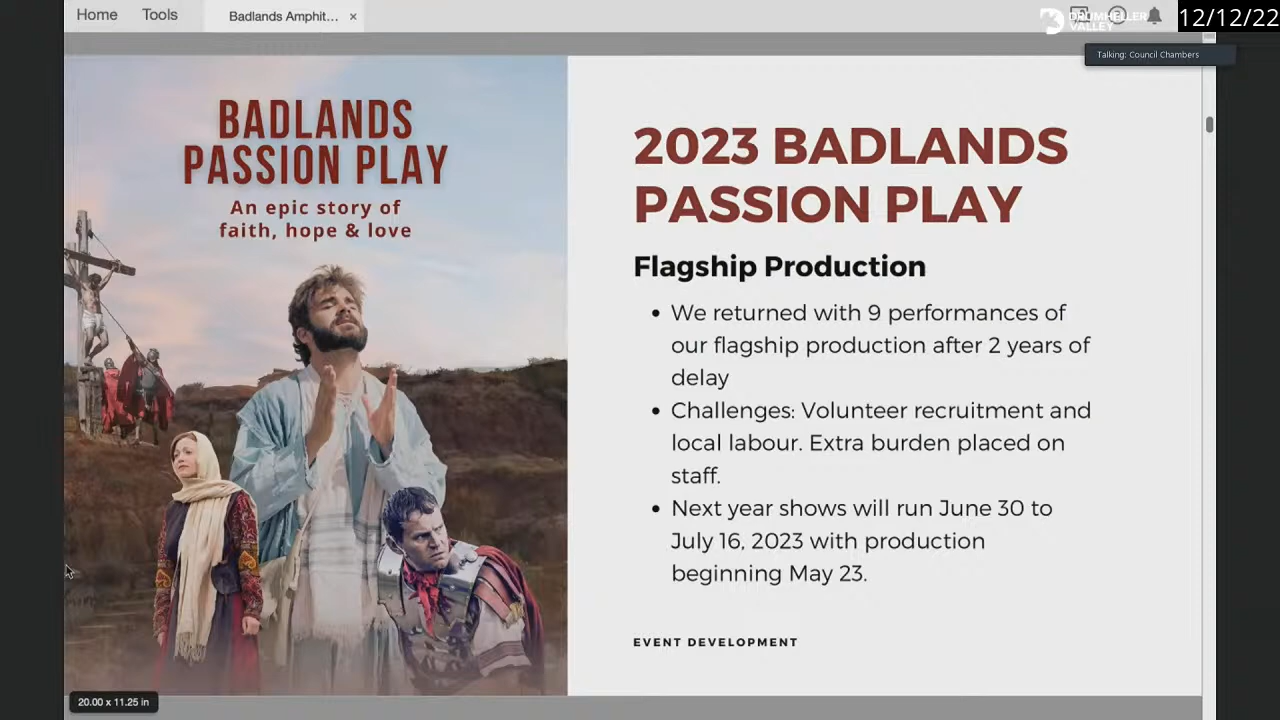 Home Tools Badlands Amphit... ×
DRUMHELLER
VALLEY
12/12/22
Talking: Council Chambers
BADLANDS
PASSION PLAY
An epic story of
faith, hope & love
2023 BADLANDS
PASSION PLAY
Flagship Production
• We returned with 9 performances of
our flagship production after 2 years of
delay
• Challenges: Volunteer recruitment and
local labour. Extra burden placed on
staff.
• Next year shows will run June 30 to
July 16, 2023 with production
beginning May 23.
EVENT DEVELOPMENT
20.00 x 11.25 in